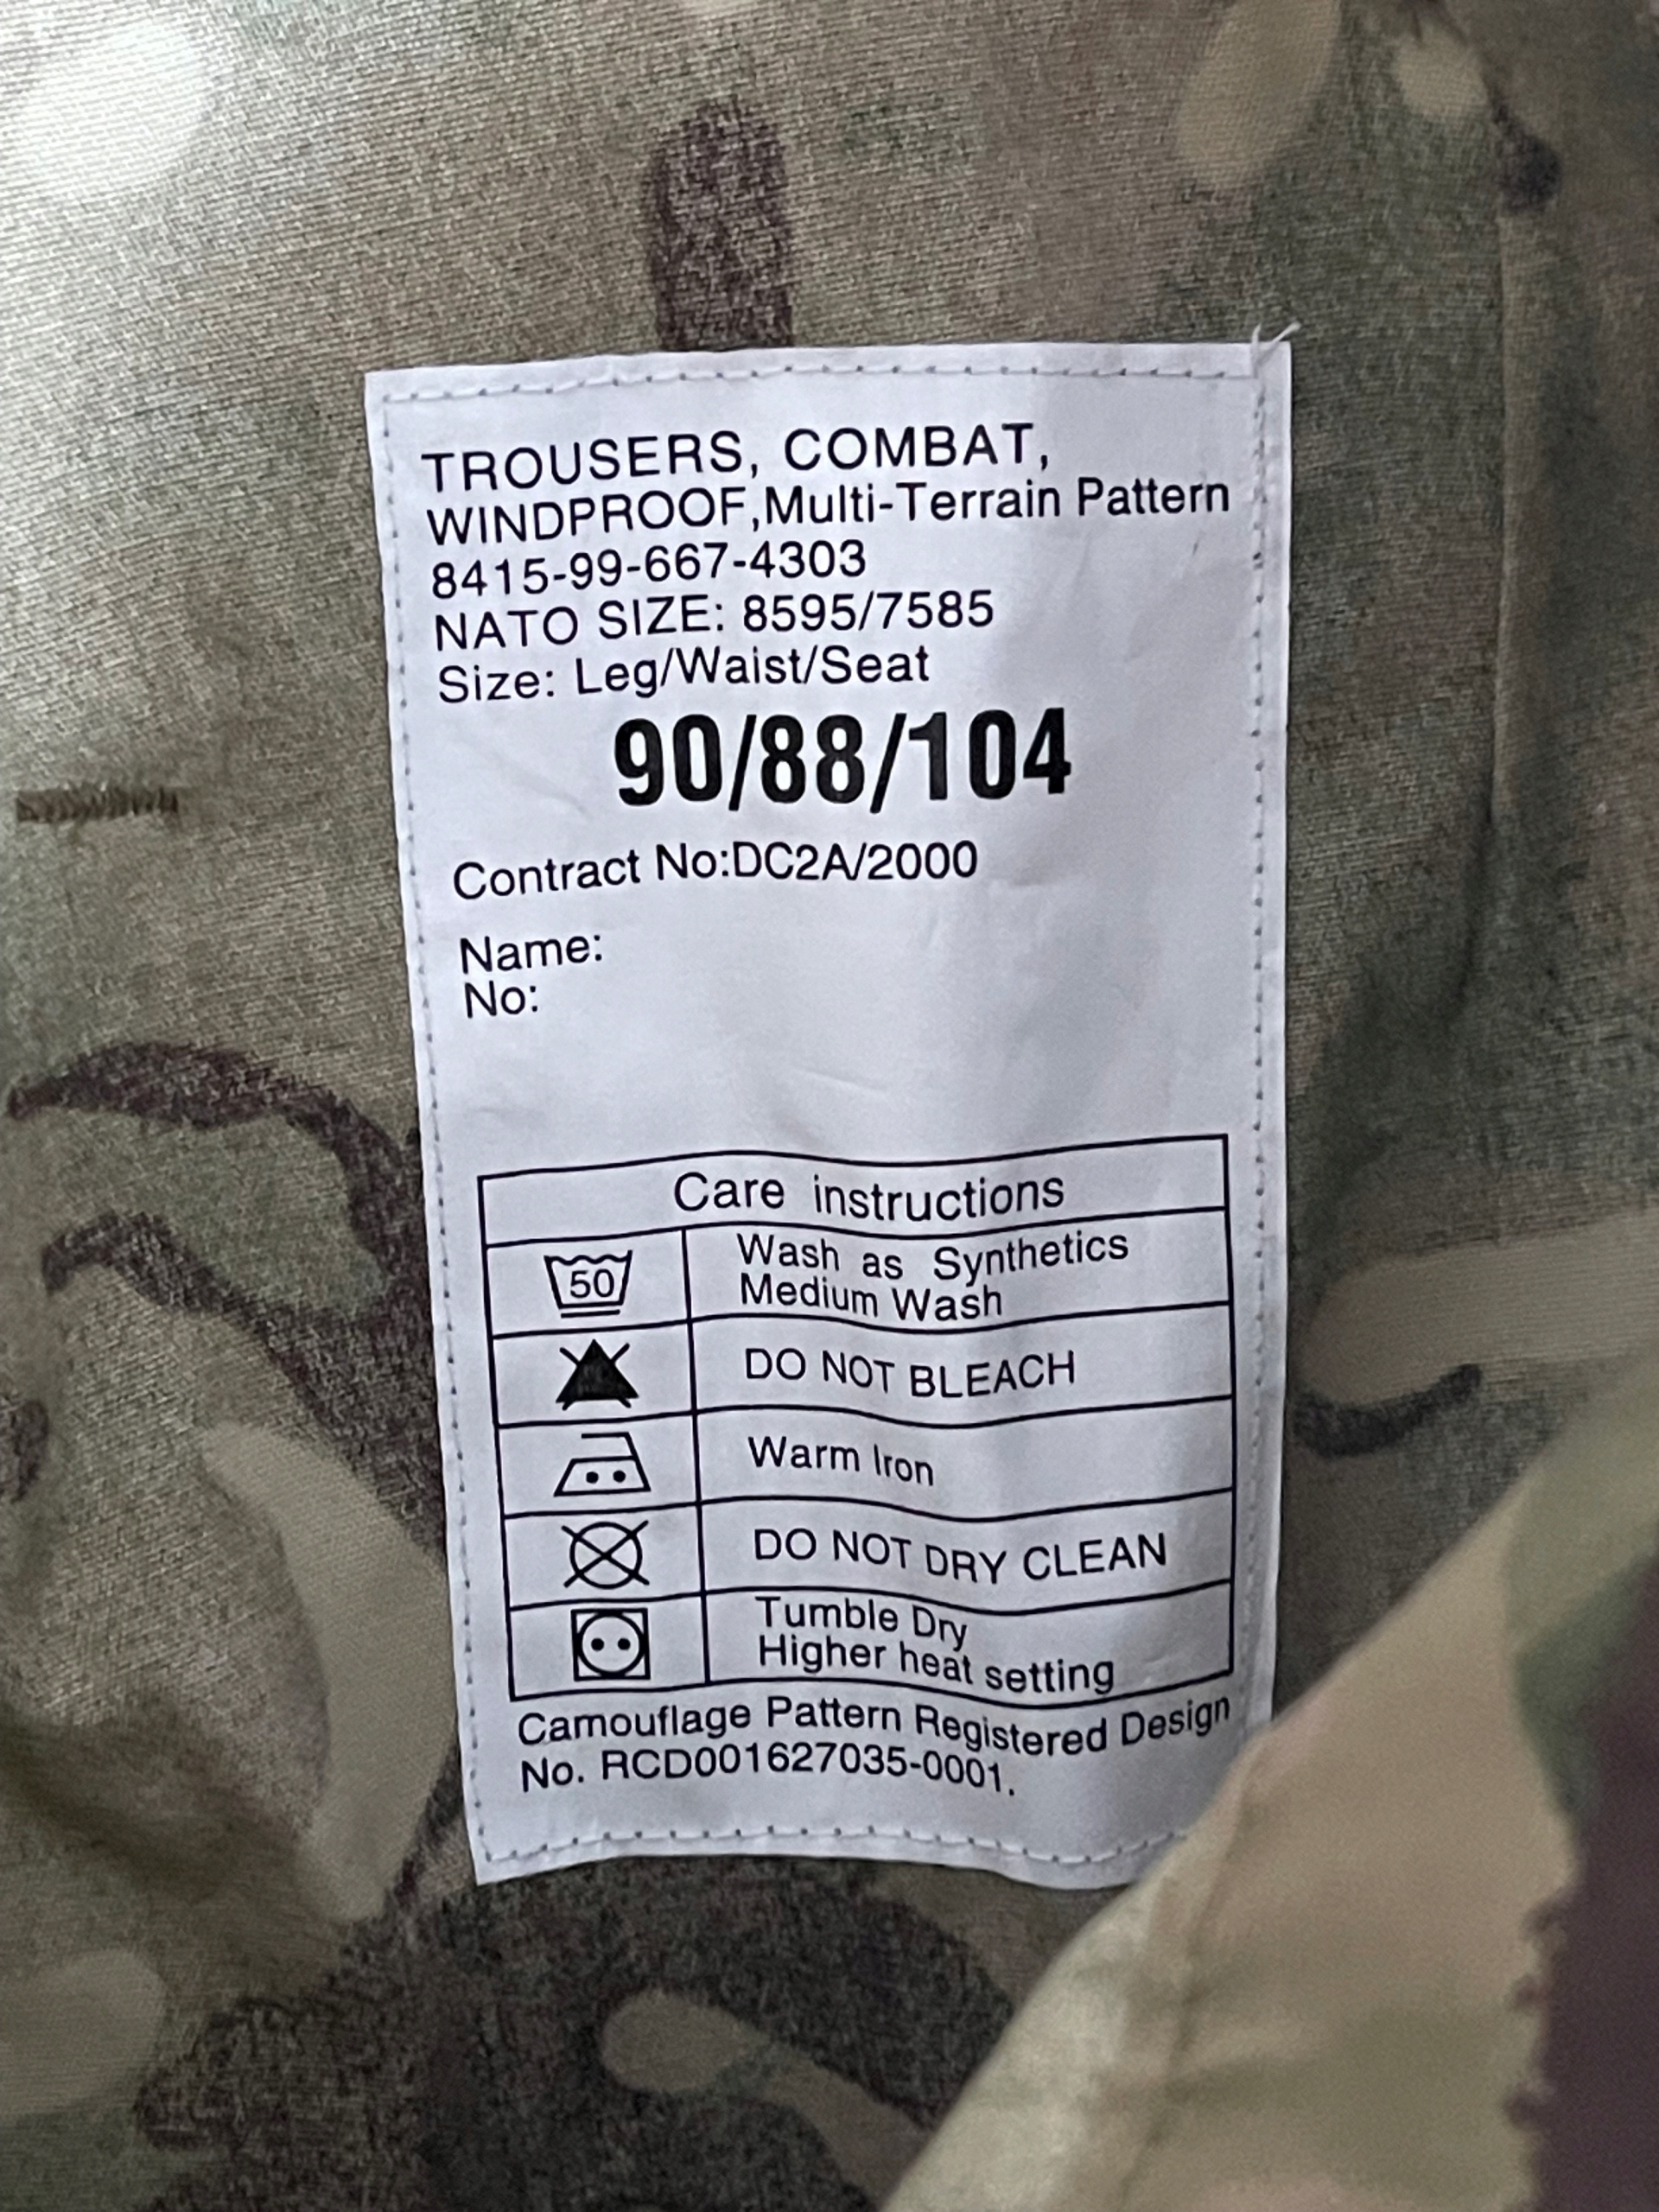 TROUSERS, COMBAT,
WINDPROOF,Multi-Terrain Pattern
8415-99-667-4303
NATO SIZE: 8595/7585
Size: Leg/Waist/Seat
90/88/104
Contract No:DC2A/2000
Name:
No:
Care instructions
50
Wash as Synthetics
Medium Wash
DO NOT BLEACH
Warm Iron
DO NOT DRY CLEAN
Tumble Dry
Higher heat setting
Camouflage Pattern Registered Design
No. RCD001627035-0001.